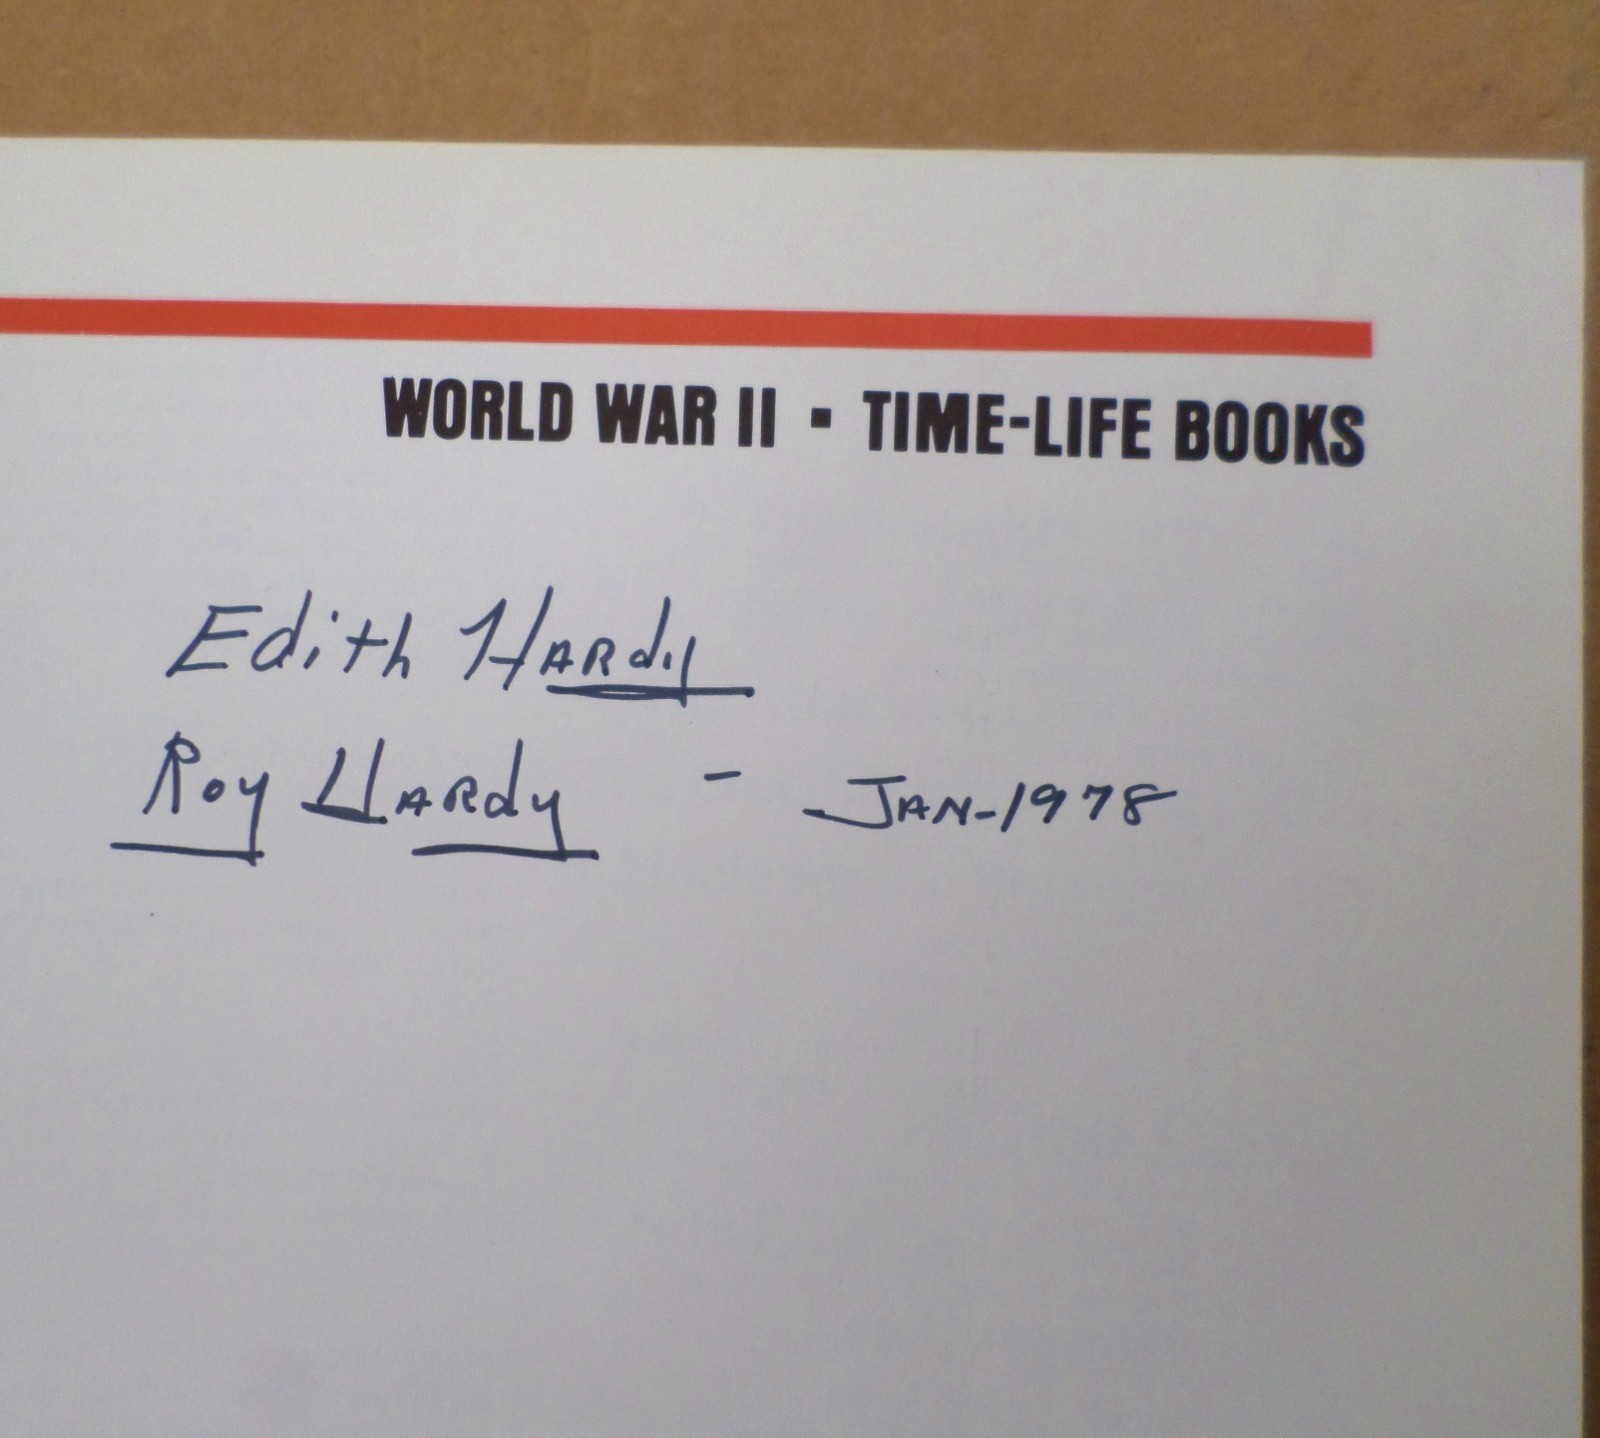 WORLD WAR II ▪ TIME-LIFE BOOKS
Edith HARdy
Roy HARdy - JAN-1978